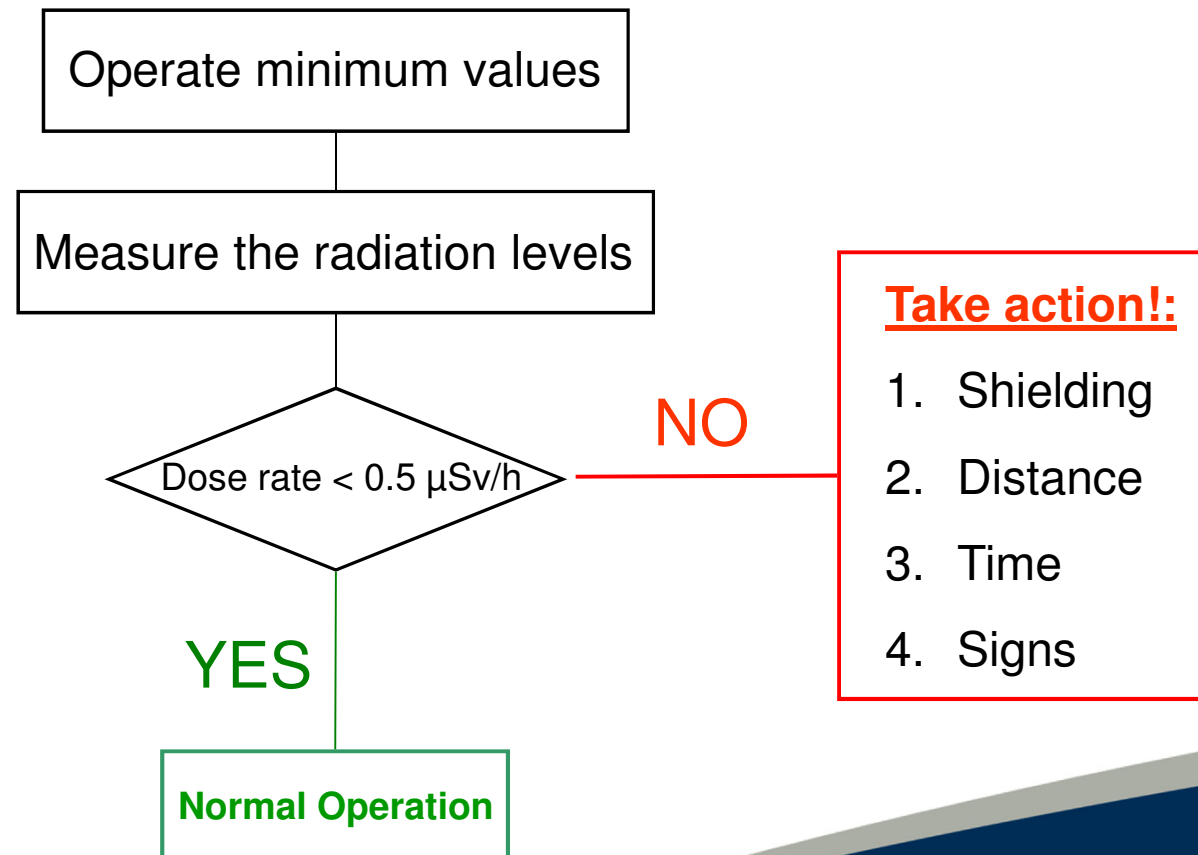 Operate minimum values
Measure the radiation levels
Dose rate < 0.5 µSv/h
NO
Take action!:
1. Shielding
2. Distance
3. Time
4. Signs
YES
Normal Operation